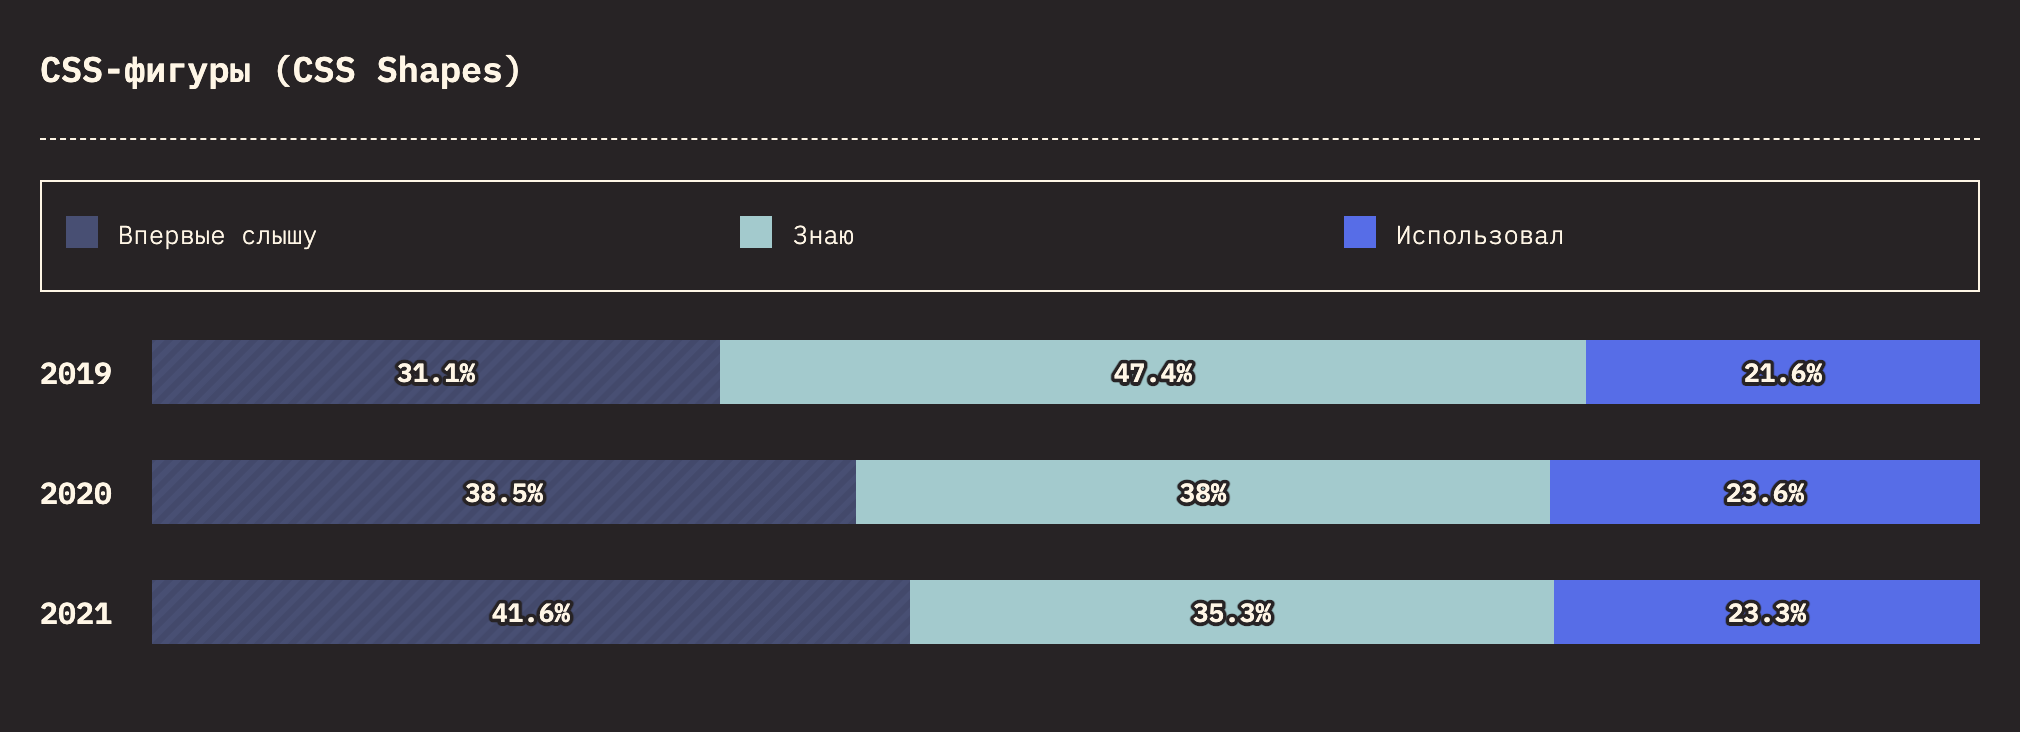 CSS-фигуры (CSS Shapes)
Впервые слышу Знаю Использовал
2019 31.1% 47.4% 21.6%
2020 38.5% 38% 23.6%
2021 41.6% 35.3% 23.3%